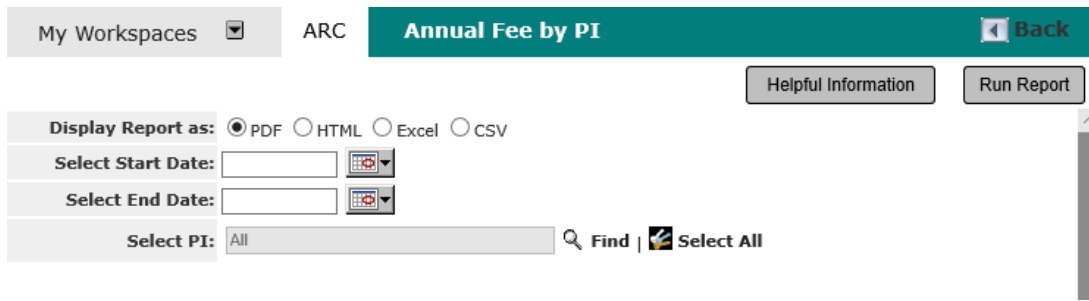 My Workspaces ARC Annual Fee by PI Back
Helpful Information Run Report
Display Report as: PDF HTML Excel CSV
Select Start Date:
Select End Date:
Select PI: All Find | Select All